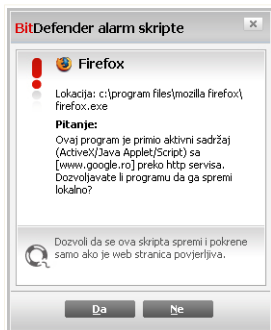 BitDefender alarm skripte
Firefox
Lokacija: c:\program files\mozilla firefox\
firefox.exe
Pitanje:
Ovaj program je primio aktivni sadržaj
(ActiveX/Java Applet/Script) sa
[www.google.ro] preko http servisa.
Dozvoljavate li programu da ga spremi
lokalno?
Dozvoli da se ova skripta spremi i pokrene
samo ako je web stranica povjerljiva.
Da Ne